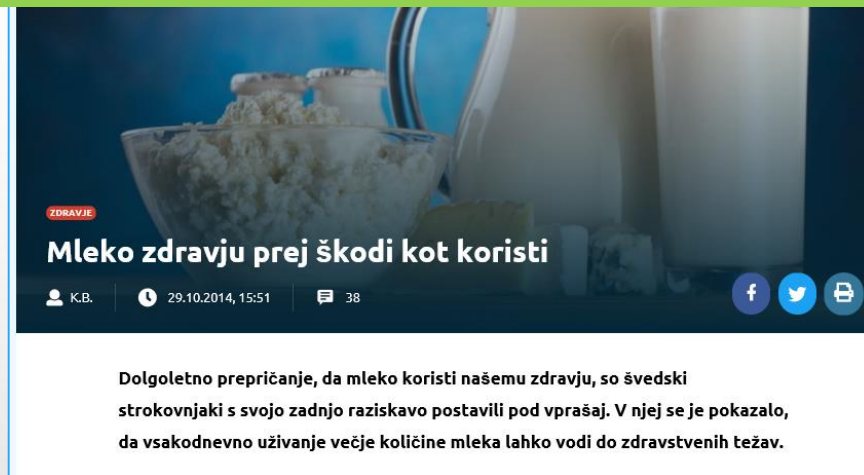 ZDRAVJE
Mleko zdravju prej škodi kot koristi
K.B. 29.10.2014, 15:51 38
Dolgoletno prepričanje, da mleko koristi našemu zdravju, so švedski
strokovnjaki s svojo zadnjo raziskavo postavili pod vprašaj. V njej se je pokazalo,
da vsakodnevno uživanje večje količine mleka lahko vodi do zdravstvenih težav.